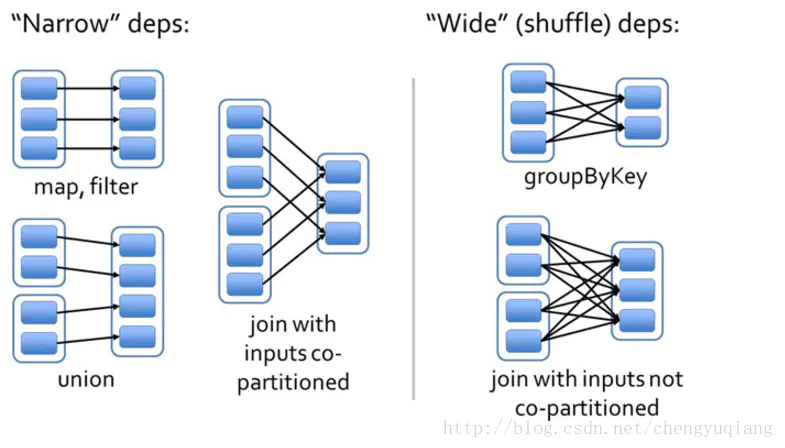 “Narrow” deps:
map, filter
union
join with
inputs co-
partitioned
“Wide” (shuffle) deps:
groupByKey
join with inputs not
co-partitioned
http://blog.csdn.net/chengyuqiang